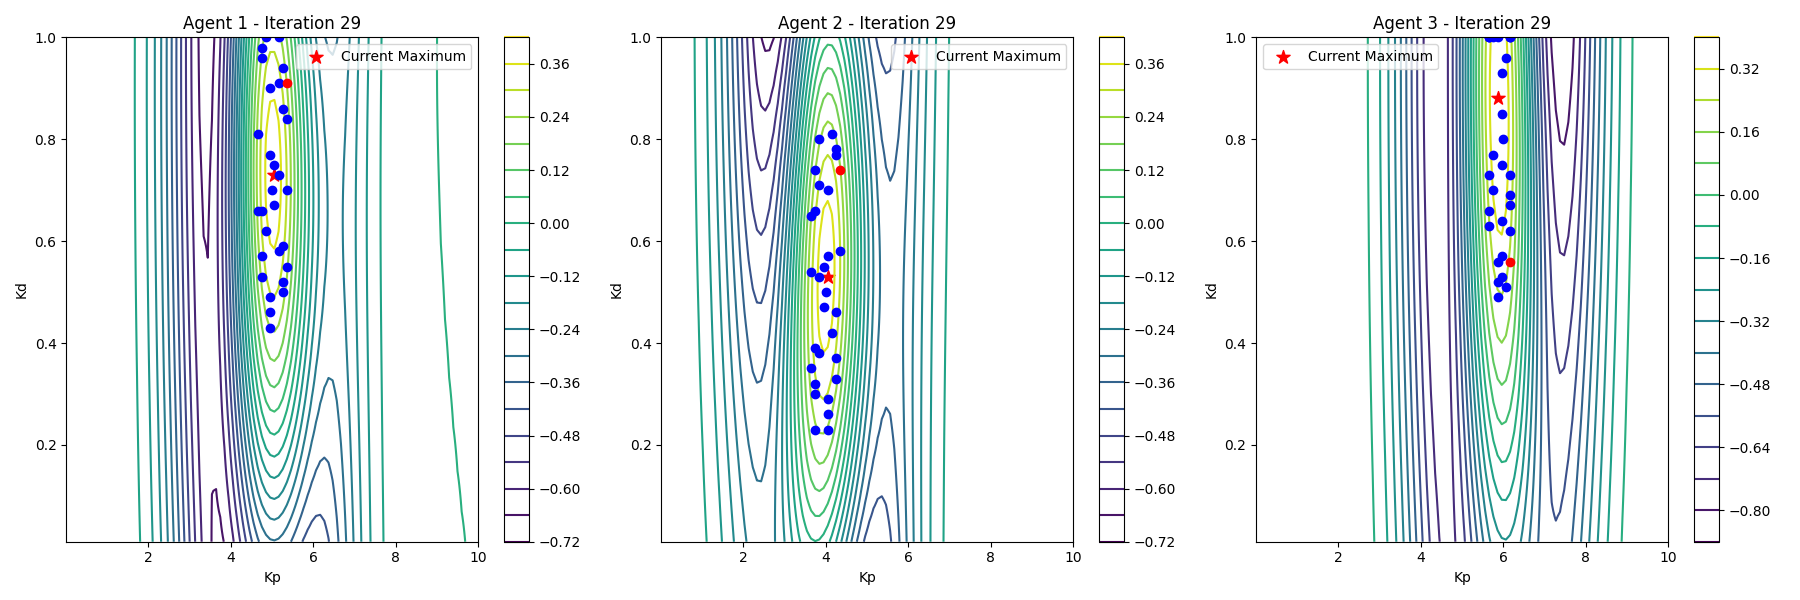 Agent 1 - Iteration 29
Current Maximum
1.0
0.8
0.6
0.4
0.2
Kd
2 4 6 8 10
Kp
0.36
0.24
0.12
0.00
−0.12
−0.24
−0.36
−0.48
−0.60
−0.72
Agent 2 - Iteration 29
Current Maximum
1.0
0.8
0.6
0.4
0.2
Kd
2 4 6 8 10
Kp
0.36
0.24
0.12
0.00
−0.12
−0.24
−0.36
−0.48
−0.60
−0.72
Agent 3 - Iteration 29
Current Maximum
1.0
0.8
0.6
0.4
0.2
Kd
2 4 6 8 10
Kp
0.32
0.16
0.00
−0.16
−0.32
−0.48
−0.64
−0.80